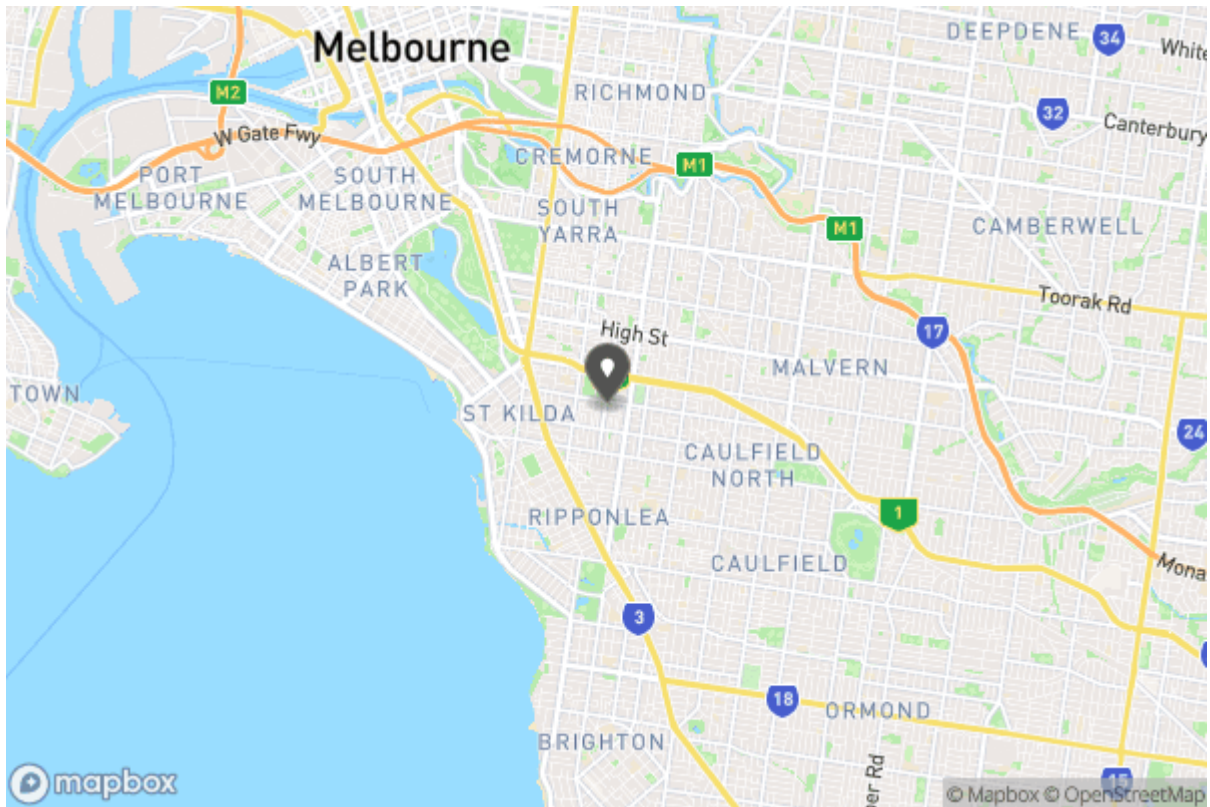 Melbourne
DEEPDENE
34
White
M2
RICHMOND
32
Canterbury
W Gate Fwy
CREMORNE
M1
PORT
MELBOURNE
SOUTH
MELBOURNE
SOUTH
YARRA
M1
CAMBERWELL
ALBERT
PARK
Toorak Rd
High St
17
MALVERN
TOWN
ST KILDA
24
CAULFIELD
NORTH
RIPPONLEA
1
CAULFIELD
Mona
3
18
ORMOND
BRIGHTON
per Rd
15
mapbox
© Mapbox © OpenStreetMap